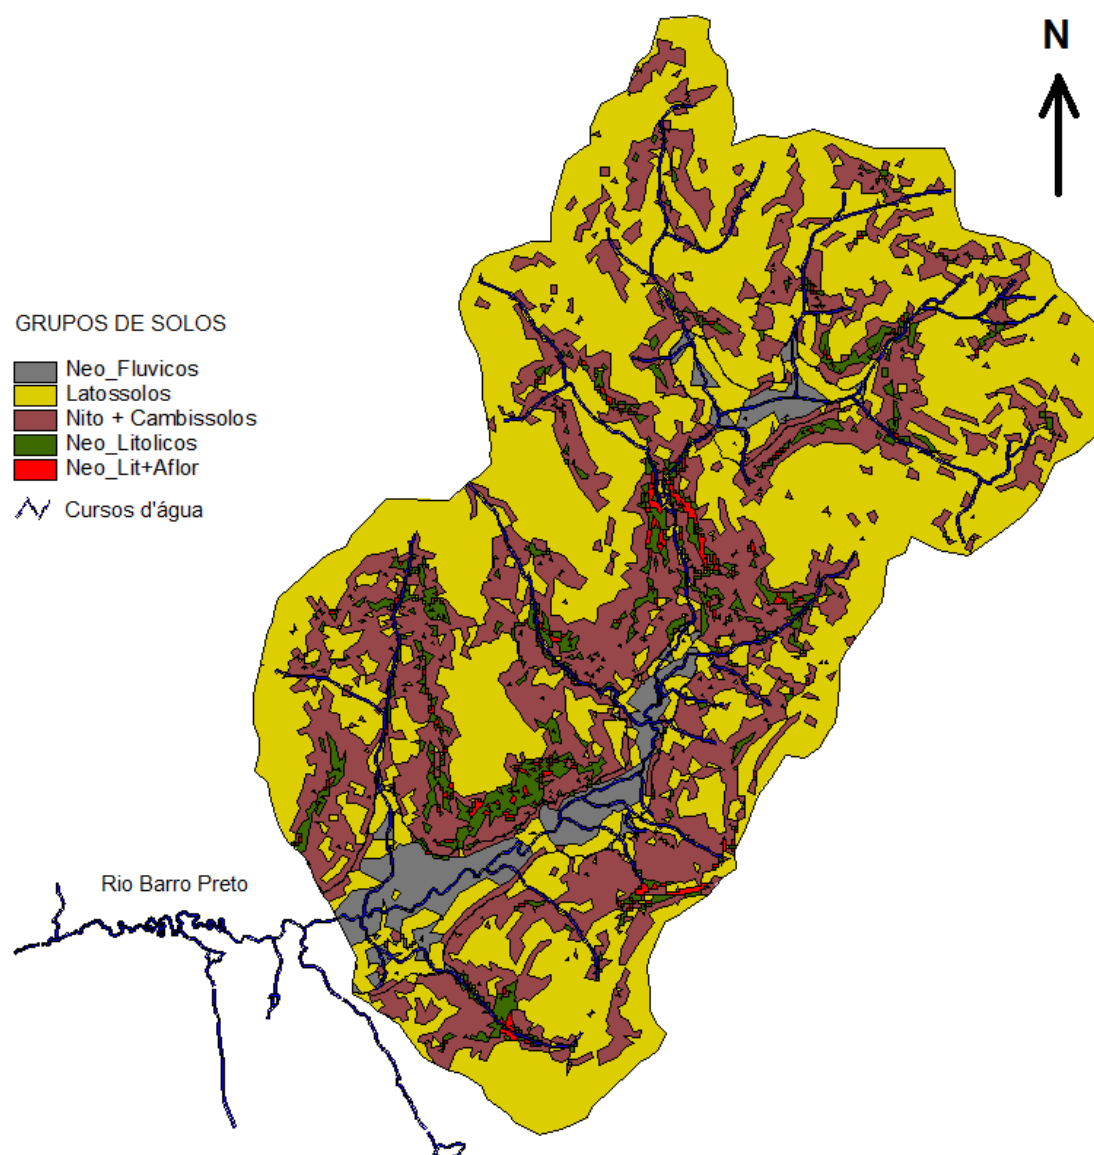 N
GRUPOS DE SOLOS
Neo_Fluvicos
Latossolos
Nito + Cambissolos
Neo_Litolicos
Neo_Lit+Aflor
Cursos d'água
Rio Barro Preto